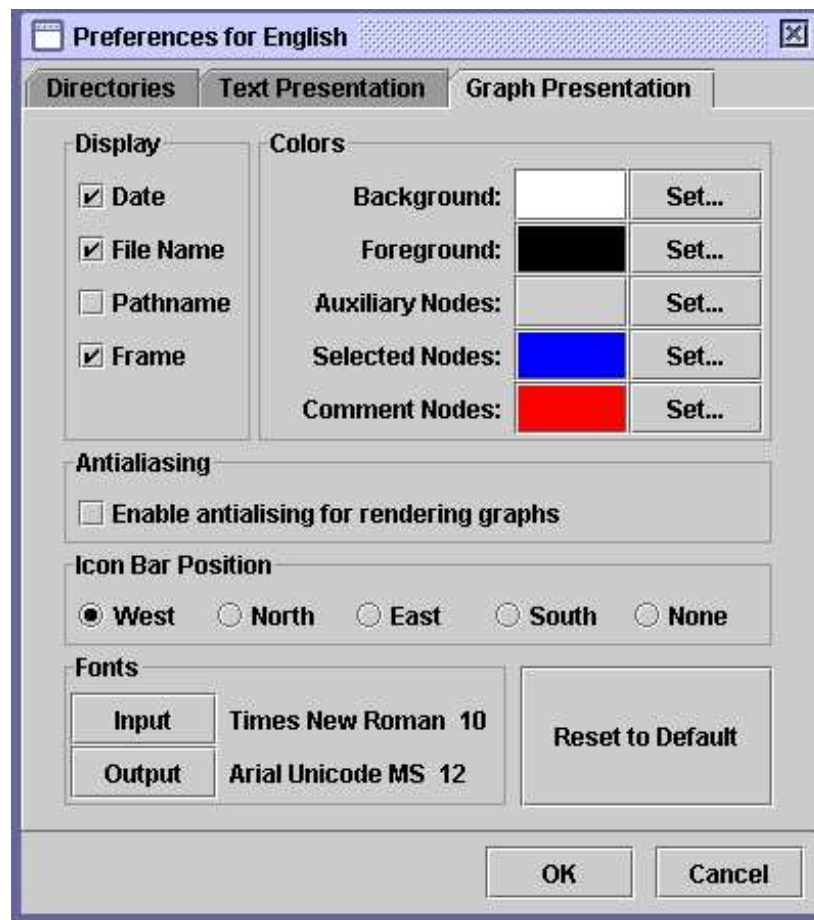 Preferences for English
Directories Text Presentation Graph Presentation
Display
Date
File Name
Pathname
Frame
Colors
Background: Set...
Foreground: Set...
Auxiliary Nodes: Set...
Selected Nodes: Set...
Comment Nodes: Set...
Antialiasing
Enable antialising for rendering graphs
Icon Bar Position
West North East South None
Fonts
Input Times New Roman 10
Output Arial Unicode MS 12
Reset to Default
OK Cancel